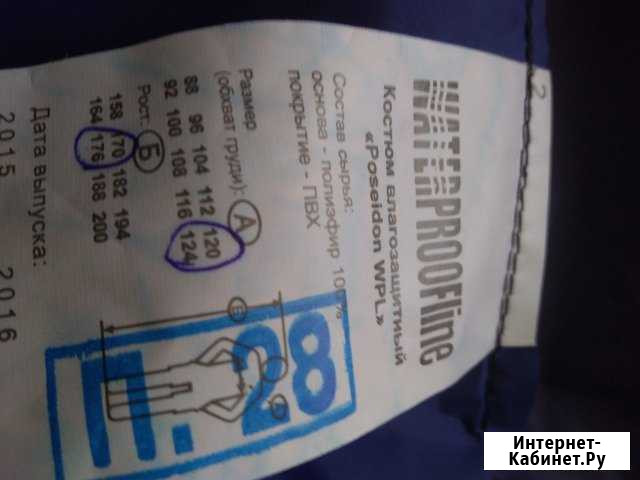 2
WATERPROOFline
Костюм влагозащитный
«Poseidon WPL»
Состав сырья:
основа - полиэфир 100%
покрытие - ПВХ
Размер
(обхват груди): А
88 96 104 112 120
92 100 108 116 124
Рост: Б
158 170 182 194
164 176 188 200
Дата выпуска:
2015 2016
Интернет-
Кабинет.Ру